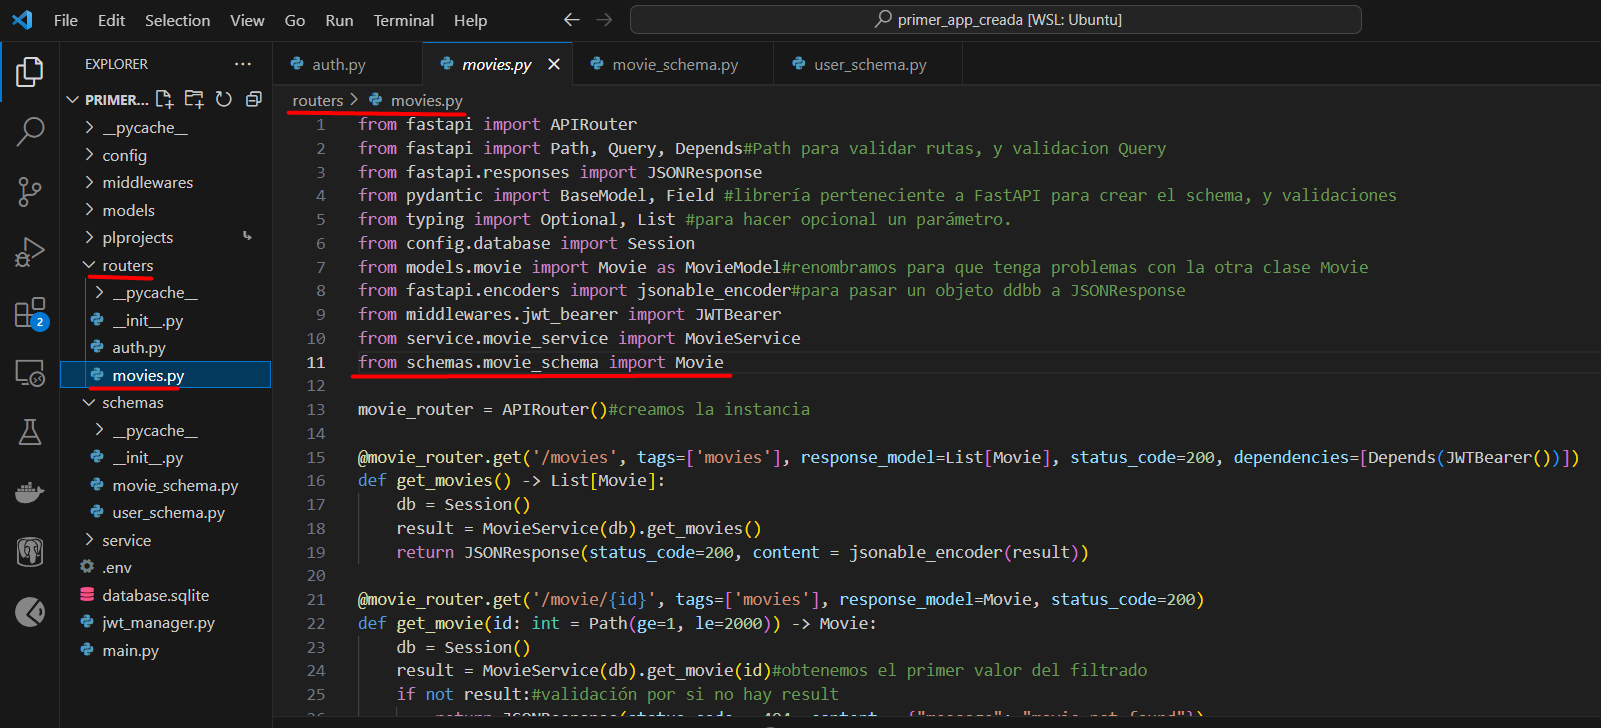 File Edit Selection View Go Run Terminal Help
primer_app_creada [WSL: Ubuntu]
EXPLORER
auth.py
movies.py
movie_schema.py
user_schema.py
PRIMER...
routers > movies.py
__pycache__
config
middlewares
models
plprojects
routers
__pycache__
__init__.py
auth.py
movies.py
schemas
__pycache__
__init__.py
movie_schema.py
user_schema.py
service
.env
database.sqlite
jwt_manager.py
main.py
2
1 from fastapi import APIRouter
2 from fastapi import Path, Query, Depends#Path para validar rutas, y validacion Query
3 from fastapi.responses import JSONResponse
4 from pydantic import BaseModel, Field #librería perteneciente a FastAPI para crear el schema, y validaciones
5 from typing import Optional, List #para hacer opcional un parámetro.
6 from config.database import Session
7 from models.movie import Movie as MovieModel#renombramos para que tenga problemas con la otra clase Movie
8 from fastapi.encoders import jsonable_encoder#para pasar un objeto ddbb a JSONResponse
9 from middlewares.jwt_bearer import JWTBearer
10 from service.movie_service import MovieService
11 from schemas.movie_schema import Movie
12
13 movie_router = APIRouter()#creamos la instancia
14
15 @movie_router.get('/movies', tags=['movies'], response_model=List[Movie], status_code=200, dependencies=[Depends(JWTBearer())])
16 def get_movies() -> List[Movie]:
17 db = Session()
18 result = MovieService(db).get_movies()
19 return JSONResponse(status_code=200, content = jsonable_encoder(result))
20
21 @movie_router.get('/movie/{id}', tags=['movies'], response_model=Movie, status_code=200)
22 def get_movie(id: int = Path(ge=1, le=2000)) -> Movie:
23 db = Session()
24 result = MovieService(db).get_movie(id)#obtenemos el primer valor del filtrado
25 if not result:#validación por si no hay result
26 return JSONResponse(status_code = 404, content = {"message": "movie not found"})